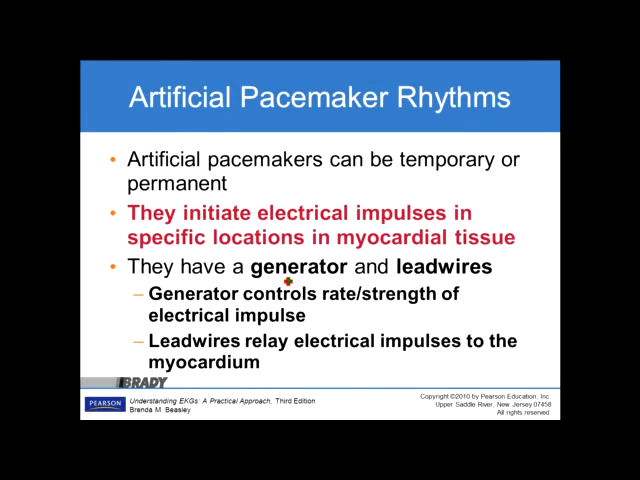 Artificial Pacemaker Rhythms
• Artificial pacemakers can be temporary or
permanent
• They initiate electrical impulses in
specific locations in myocardial tissue
• They have a generator and leadwires
– Generator controls rate/strength of
electrical impulse
– Leadwires relay electrical impulses to the
myocardium
BRADY
PEARSON
Understanding EKGs: A Practical Approach, Third Edition
Brenda M. Beasley
Copyright ©2010 by Pearson Education, Inc.
Upper Saddle River, New Jersey 07458
All rights reserved.